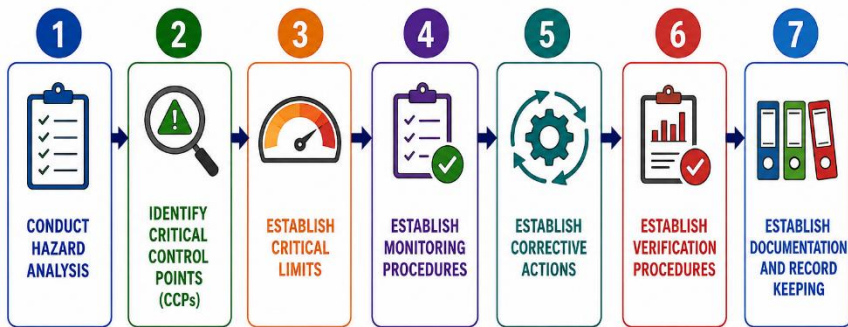 1
CONDUCT
HAZARD
ANALYSIS
2
IDENTIFY
CRITICAL
CONTROL
POINTS
(CCPs)
3
ESTABLISH
CRITICAL
LIMITS
4
ESTABLISH
MONITORING
PROCEDURES
5
ESTABLISH
CORRECTIVE
ACTIONS
6
ESTABLISH
VERIFICATION
PROCEDURES
7
ESTABLISH
DOCUMENTATION
AND RECORD
KEEPING